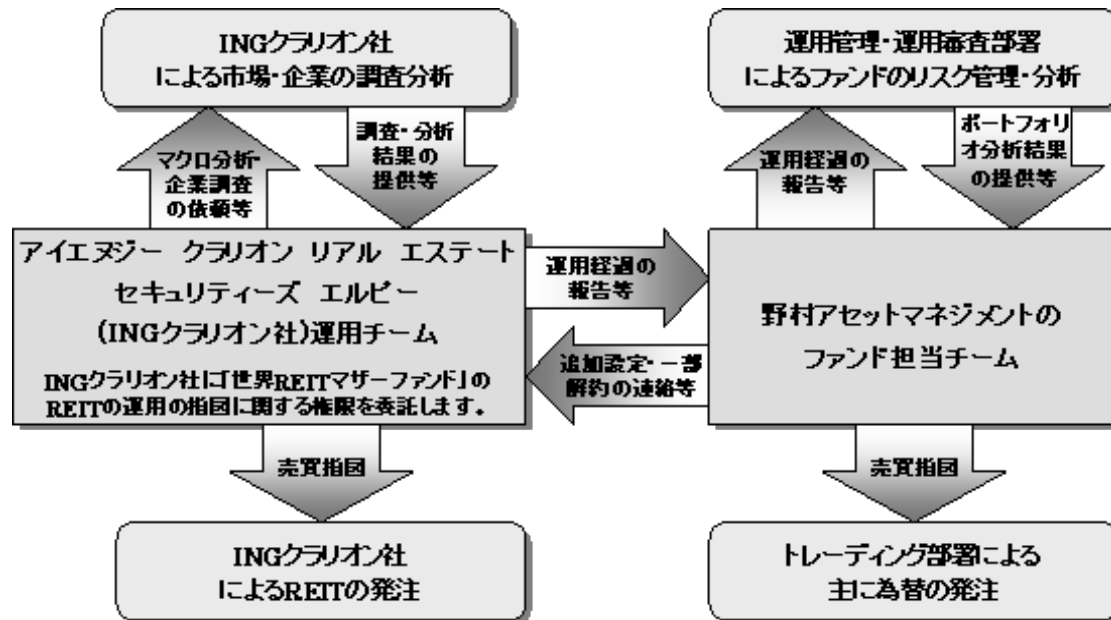 INGクラリオン社
による市場・企業の調査分析
運用管理・運用審査部署
によるファンドのリスク管理・分析
マクロ分析・
企業調査
の依頼等
調査・分析
結果の
提供等
運用経過の
報告等
ポートフォリ
オ分析結果
の提供等
アイエヌジー クラリオン リアル エステート
セキュリティーズ エルピー
(INGクラリオン社)運用チーム
INGクラリオン社に「世界REITマザーファンド」の
REITの運用の指図に関する権限を委託します。
運用経過の
報告等
追加設定・一部
解約の連絡等
野村アセットマネジメントの
ファンド担当チーム
売買指図
売買指図
INGクラリオン社
によるREITの発注
トレーディング部署による
主に為替の発注